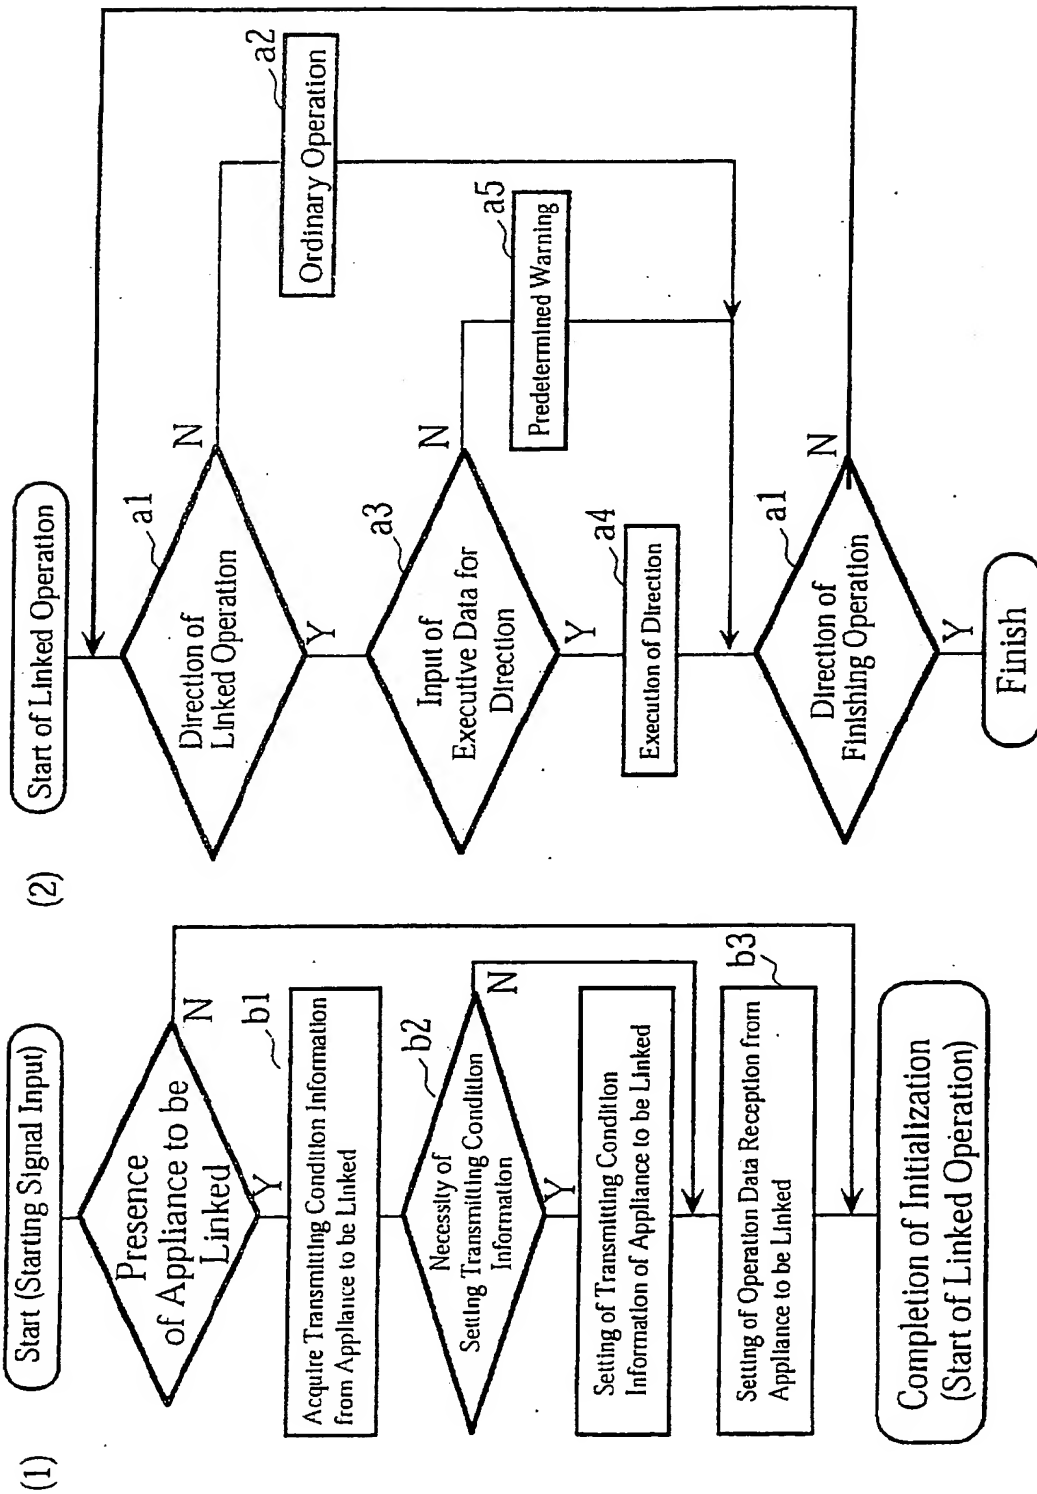 (1)
Start (Starting Signal Input)
Presence
of Appliance to be
Linked
N
Y
b1
Acquire Transmitting Condition Information
from Appliance to be Linked
b2
Necessity of
Setting Transmitting Condition
Information
N
Y
Setting of Transmitting Condition
Information of Appliance to be Linked
b3
Setting of Operation Data Reception from
Appliance to be Linked
Completion of Initialization
(Start of Linked Operation)
(2)
Start of Linked Operation
a1
Direction of
Linked Operation
N
Y
a2
Ordinary Operation
a3
Input of
Executive Data for
Direction
N
Y
a5
Predetermined Warning
a4
Execution of Direction
a1
Direction of
Finishing Operation
N
Y
Finish